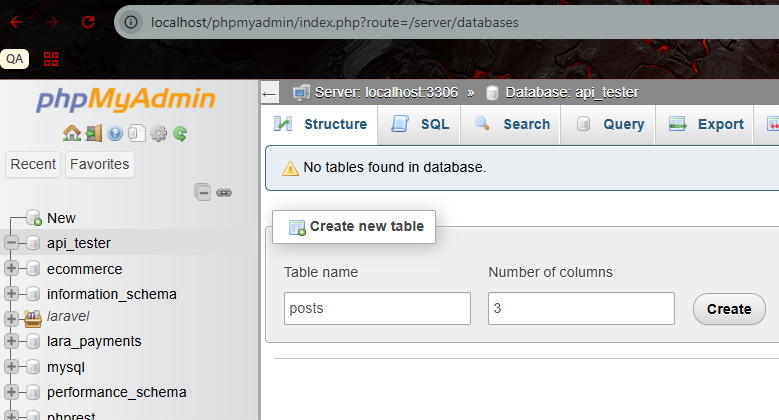 localhost/phpmyadmin/index.php?route=/server/databases
QA
phpMyAdmin
Recent Favorites
New
api_tester
ecommerce
information_schema
laravel
lara_payments
mysql
performance_schema
phprest
Server: localhost:3306 » Database: api_tester
Structure SQL Search Query Export
No tables found in database.
Create new table
Table name Number of columns
posts 3 Create